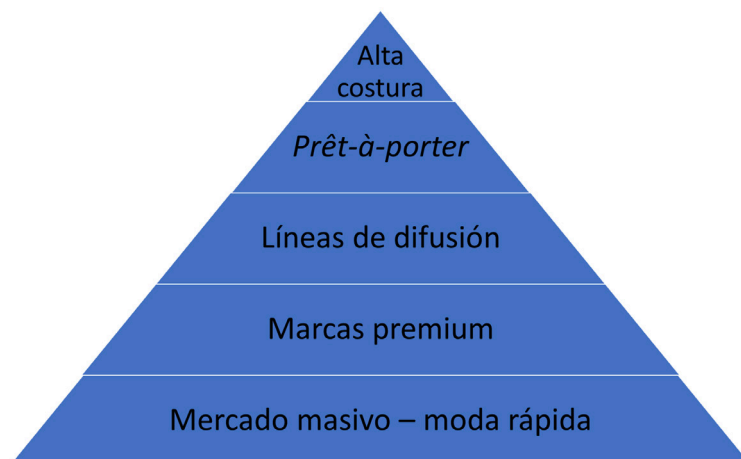 Alta
costura
Prêt-à-porter
Líneas de difusión
Marcas premium
Mercado masivo – moda rápida